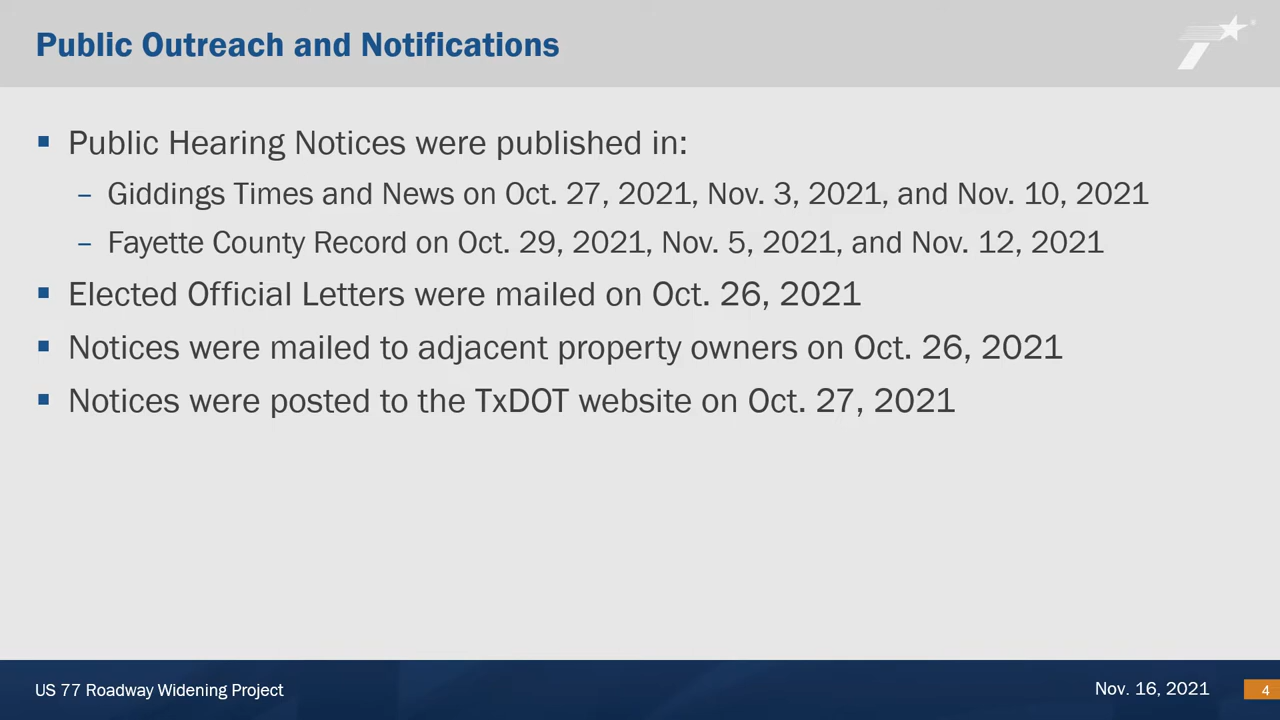 Public Outreach and Notifications
▪ Public Hearing Notices were published in:
– Giddings Times and News on Oct. 27, 2021, Nov. 3, 2021, and Nov. 10, 2021
– Fayette County Record on Oct. 29, 2021, Nov. 5, 2021, and Nov. 12, 2021
▪ Elected Official Letters were mailed on Oct. 26, 2021
▪ Notices were mailed to adjacent property owners on Oct. 26, 2021
▪ Notices were posted to the TxDOT website on Oct. 27, 2021
US 77 Roadway Widening Project
Nov. 16, 2021
4